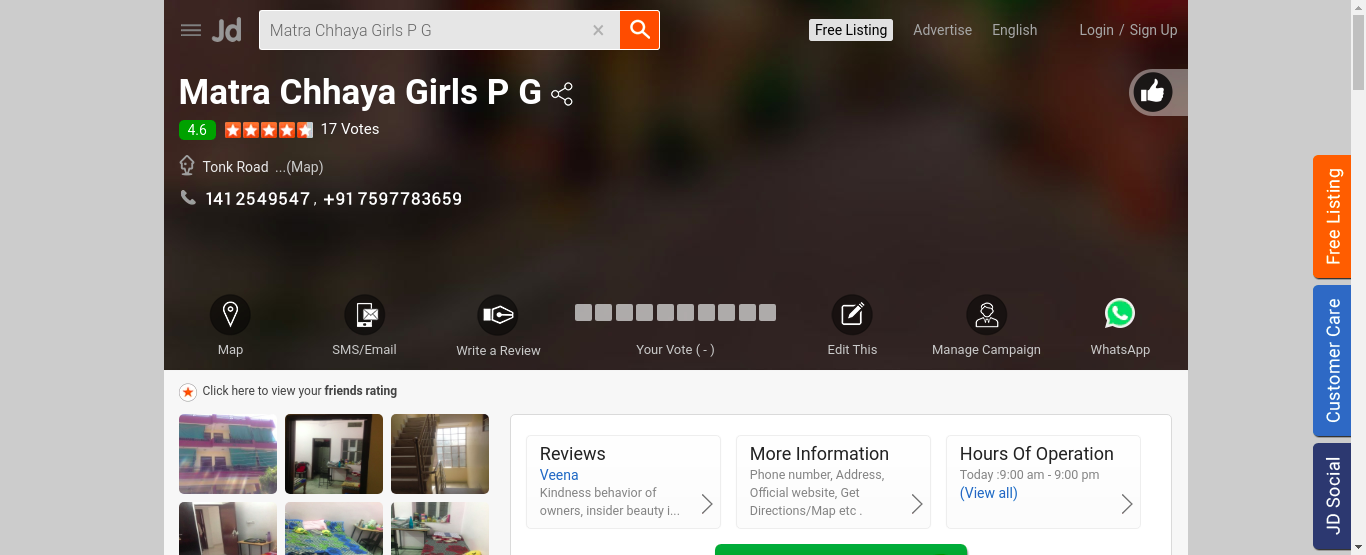 Jd
Matra Chhaya Girls P G
Free Listing
Advertise
English
Login / Sign Up
Matra Chhaya Girls P G
4.6
17 Votes
Tonk Road ...(Map)
1412549547 , +917597783659
Map
SMS/Email
Write a Review
Your Vote ( - )
Edit This
Manage Campaign
WhatsApp
Free Listing
Customer Care
JD Social
Click here to view your friends rating
Reviews
Veena
Kindness behavior of
owners, insider beauty i...
More Information
Phone number, Address,
Official website, Get
Directions/Map etc .
Hours Of Operation
Today :9:00 am - 9:00 pm
(View all)